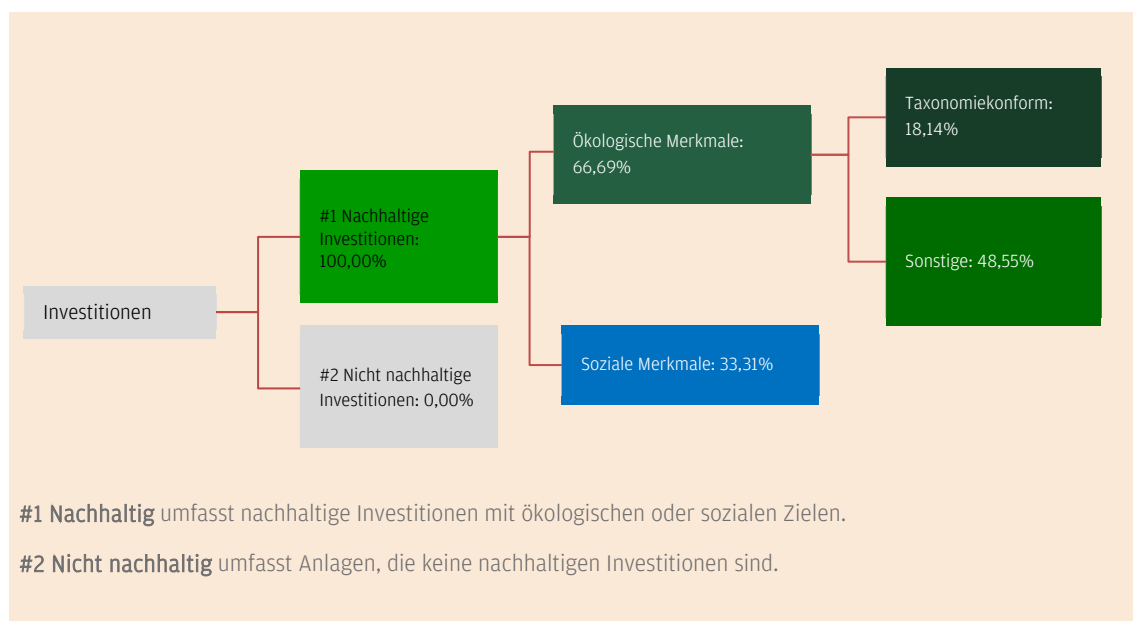 Investitionen
#1 Nachhaltige
Investitionen:
100,00%
#2 Nicht nachhaltige
Investitionen: 0,00%
Ökologische Merkmale:
66,69%
Soziale Merkmale: 33,31%
Taxonomiekonform:
18,14%
Sonstige: 48,55%
#1 Nachhaltig umfasst nachhaltige Investitionen mit ökologischen oder sozialen Zielen.
#2 Nicht nachhaltig umfasst Anlagen, die keine nachhaltigen Investitionen sind.